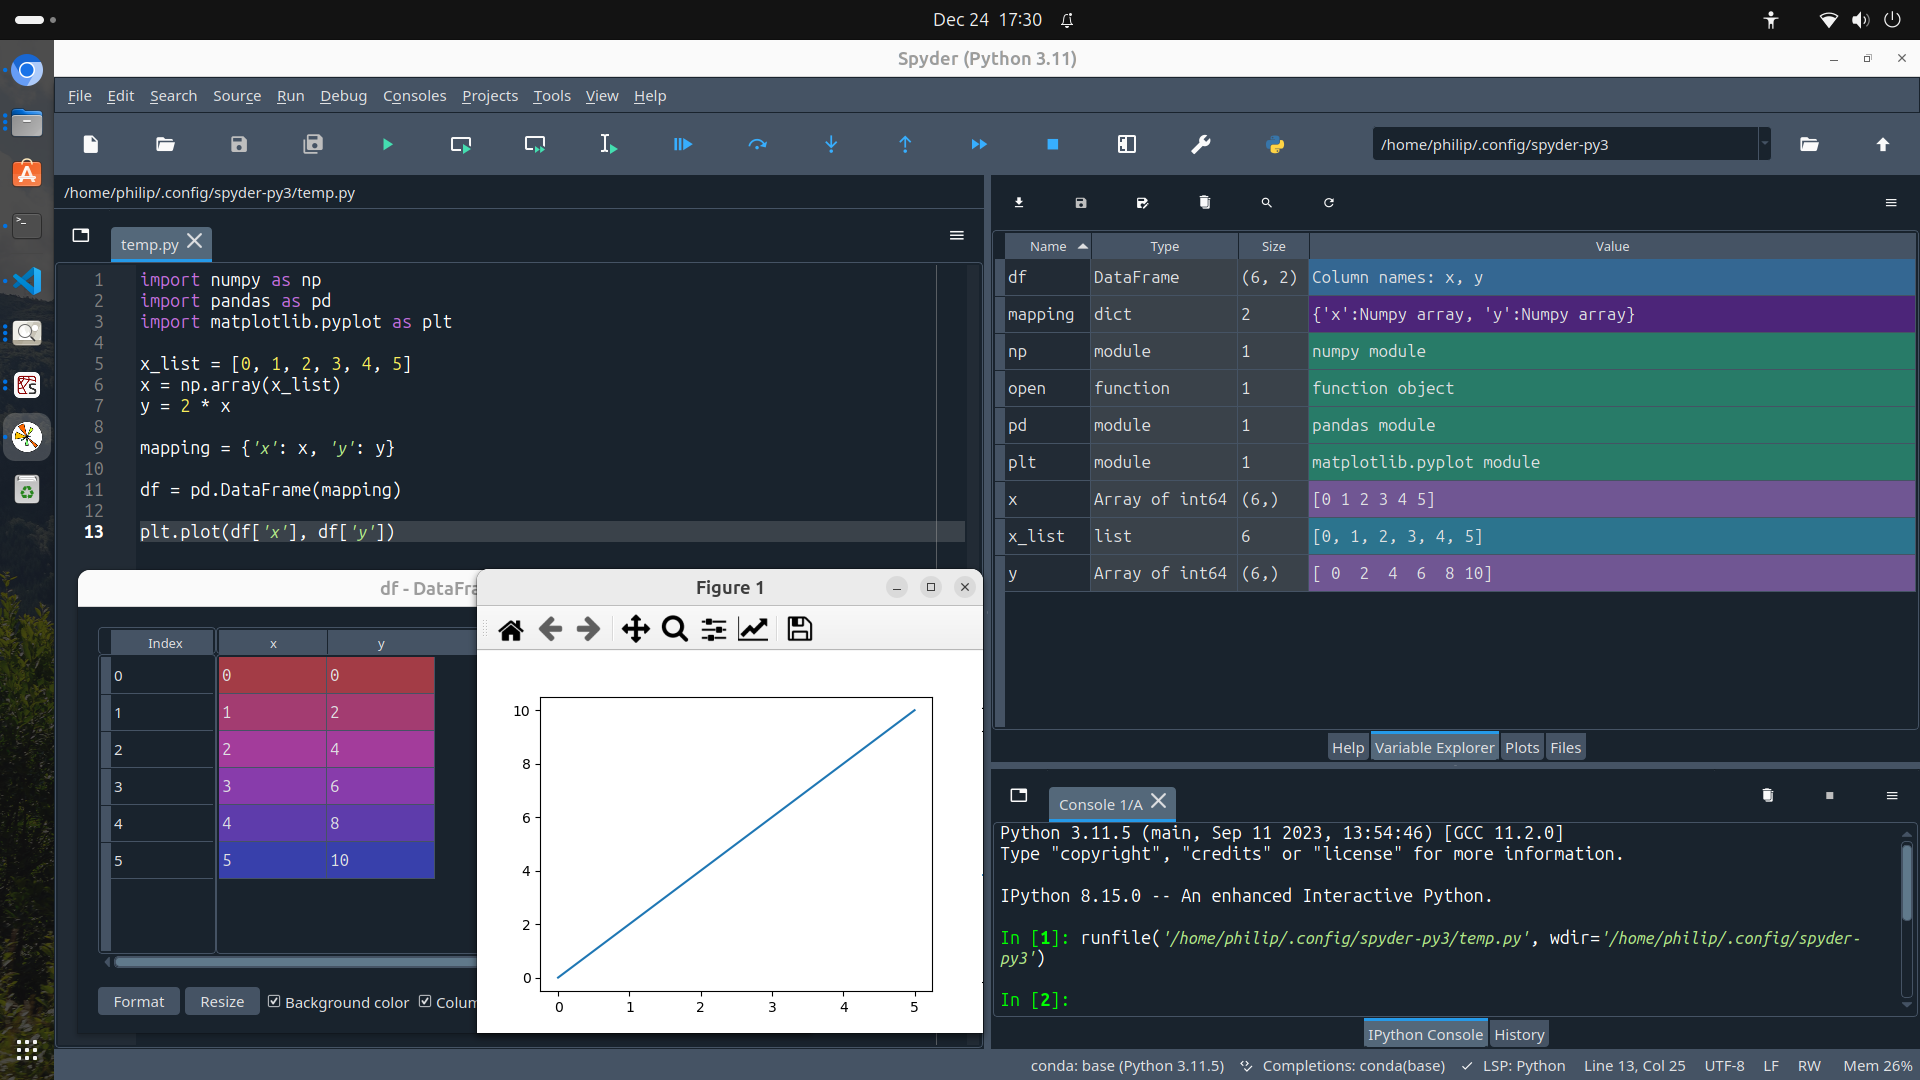 Dec 24 17:30
Spyder (Python 3.11)
File Edit Search Source Run Debug Consoles Projects Tools View Help
/home/philip/.config/spyder-py3
/home/philip/.config/spyder-py3/temp.py
temp.py
1 import numpy as np
2 import pandas as pd
3 import matplotlib.pyplot as plt
4
5 x_list = [0, 1, 2, 3, 4, 5]
6 x = np.array(x_list)
7 y = 2 * x
8
9 mapping = {'x': x, 'y': y}
10
11 df = pd.DataFrame(mapping)
12
13 plt.plot(df['x'], df['y'])
df - DataFra
Index x y
0 0 0
1 1 2
2 2 4
3 3 6
4 4 8
5 5 10
Format Resize Background color Colum
Figure 1
10
8
6
4
2
0
0 1 2 3 4 5
Name Type Size Value
df DataFrame (6, 2) Column names: x, y
mapping dict 2 {'x':Numpy array, 'y':Numpy array}
np module 1 numpy module
open function 1 function object
pd module 1 pandas module
plt module 1 matplotlib.pyplot module
x Array of int64 (6,) [0 1 2 3 4 5]
x_list list 6 [0, 1, 2, 3, 4, 5]
y Array of int64 (6,) [ 0 2 4 6 8 10]
Help Variable Explorer Plots Files
Console 1/A
Python 3.11.5 (main, Sep 11 2023, 13:54:46) [GCC 11.2.0]
Type "copyright", "credits" or "license" for more information.
IPython 8.15.0 -- An enhanced Interactive Python.
In [1]: runfile('/home/philip/.config/spyder-py3/temp.py', wdir='/home/philip/.config/spyder-
py3')
In [2]:
IPython Console History
conda: base (Python 3.11.5) Completions: conda(base) LSP: Python Line 13, Col 25 UTF-8 LF RW Mem 26%